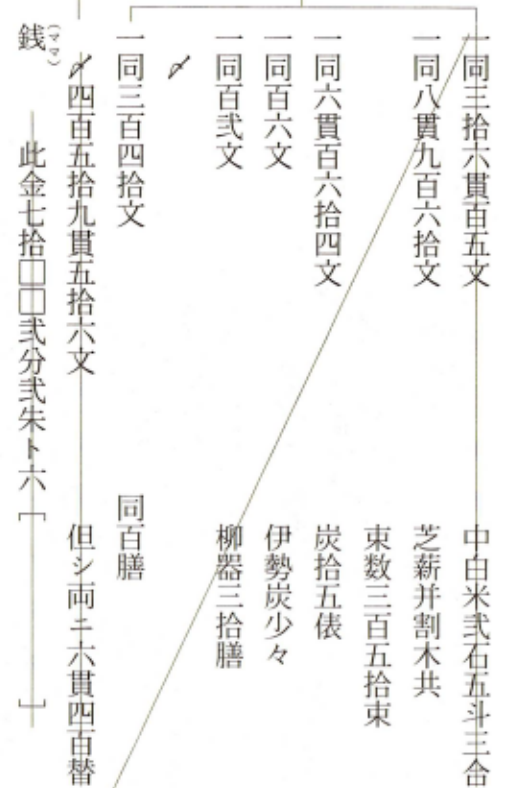 一同三拾六貫百五文　中白米弐石五斗三合
一同八貫九百六拾文　芝薪并割木共
束数三百五拾束
一同六貫百六拾四文　炭拾五俵
一同百六文　伊勢炭少々
一同百弐文　柳器三拾膳
〆
一同三百四拾文　同百膳
〆四百五拾九貫五拾六文　但シ両ニ六貫四百替
銭(ママ)　此金七拾□□弐分弐朱ト六［　　　］